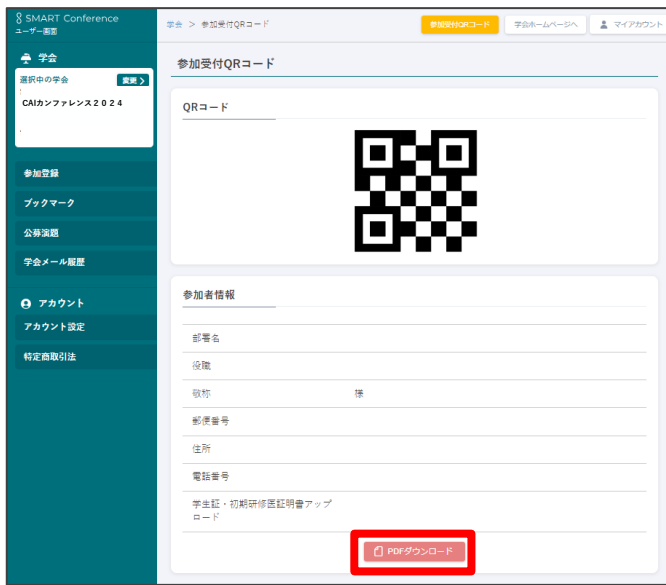 SMART Conference
ユーザー画面
学会 > 参加受付QRコード
参加受付QRコード
学会ホームページへ
マイアカウント
学会
選択中の学会
変更 >
CAIカンファレンス2024
参加登録
ブックマーク
公募演題
学会メール履歴
アカウント
アカウント設定
特定商取引法
参加受付QRコード
QRコード
参加者情報
部署名
役職
敬称 様
郵便番号
住所
電話番号
学生証・初期研修医証明書アップ
ロード
PDFダウンロード